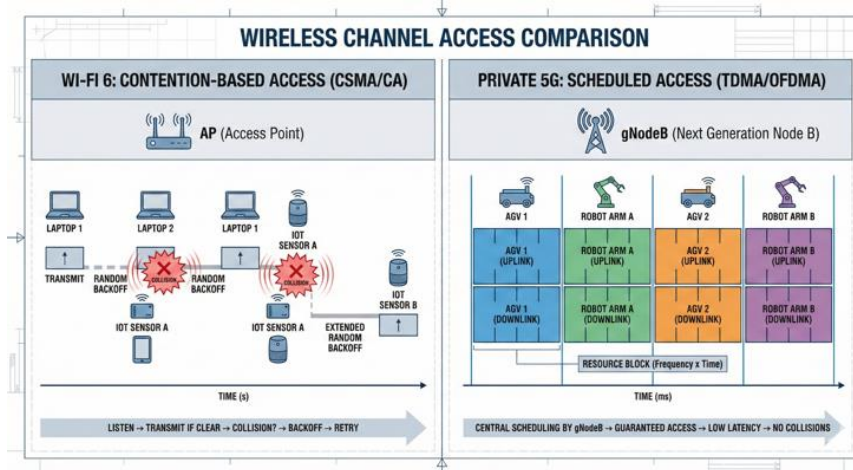 WIRELESS CHANNEL ACCESS COMPARISON
WI-FI 6: CONTENTION-BASED ACCESS (CSMA/CA)
AP (Access Point)
LAPTOP 1
LAPTOP 2
LAPTOP 1
IOT
SENSOR A
TRANSMIT
RANDOM
BACKOFF
COLLISION
RANDOM
BACKOFF
COLLISION
IOT
SENSOR B
IOT SENSOR A
IOT SENSOR A
EXTENDED
RANDOM
BACKOFF
TIME (s)
LISTEN → TRANSMIT IF CLEAR → COLLISION? → BACKOFF → RETRY
PRIVATE 5G: SCHEDULED ACCESS (TDMA/OFDMA)
gNodeB (Next Generation Node B)
AGV 1
ROBOT ARM A
AGV 2
ROBOT ARM B
AGV 1
(UPLINK)
ROBOT ARM A
(UPLINK)
AGV 2
(UPLINK)
ROBOT ARM B
(UPLINK)
AGV 1
(DOWNLINK)
ROBOT ARM A
(DOWNLINK)
AGV 2
(DOWNLINK)
ROBOT ARM B
(DOWNLINK)
RESOURCE BLOCK (Frequency x Time)
TIME (ms)
CENTRAL SCHEDULING BY gNodeB → GUARANTEED ACCESS → LOW LATENCY → NO COLLISIONS